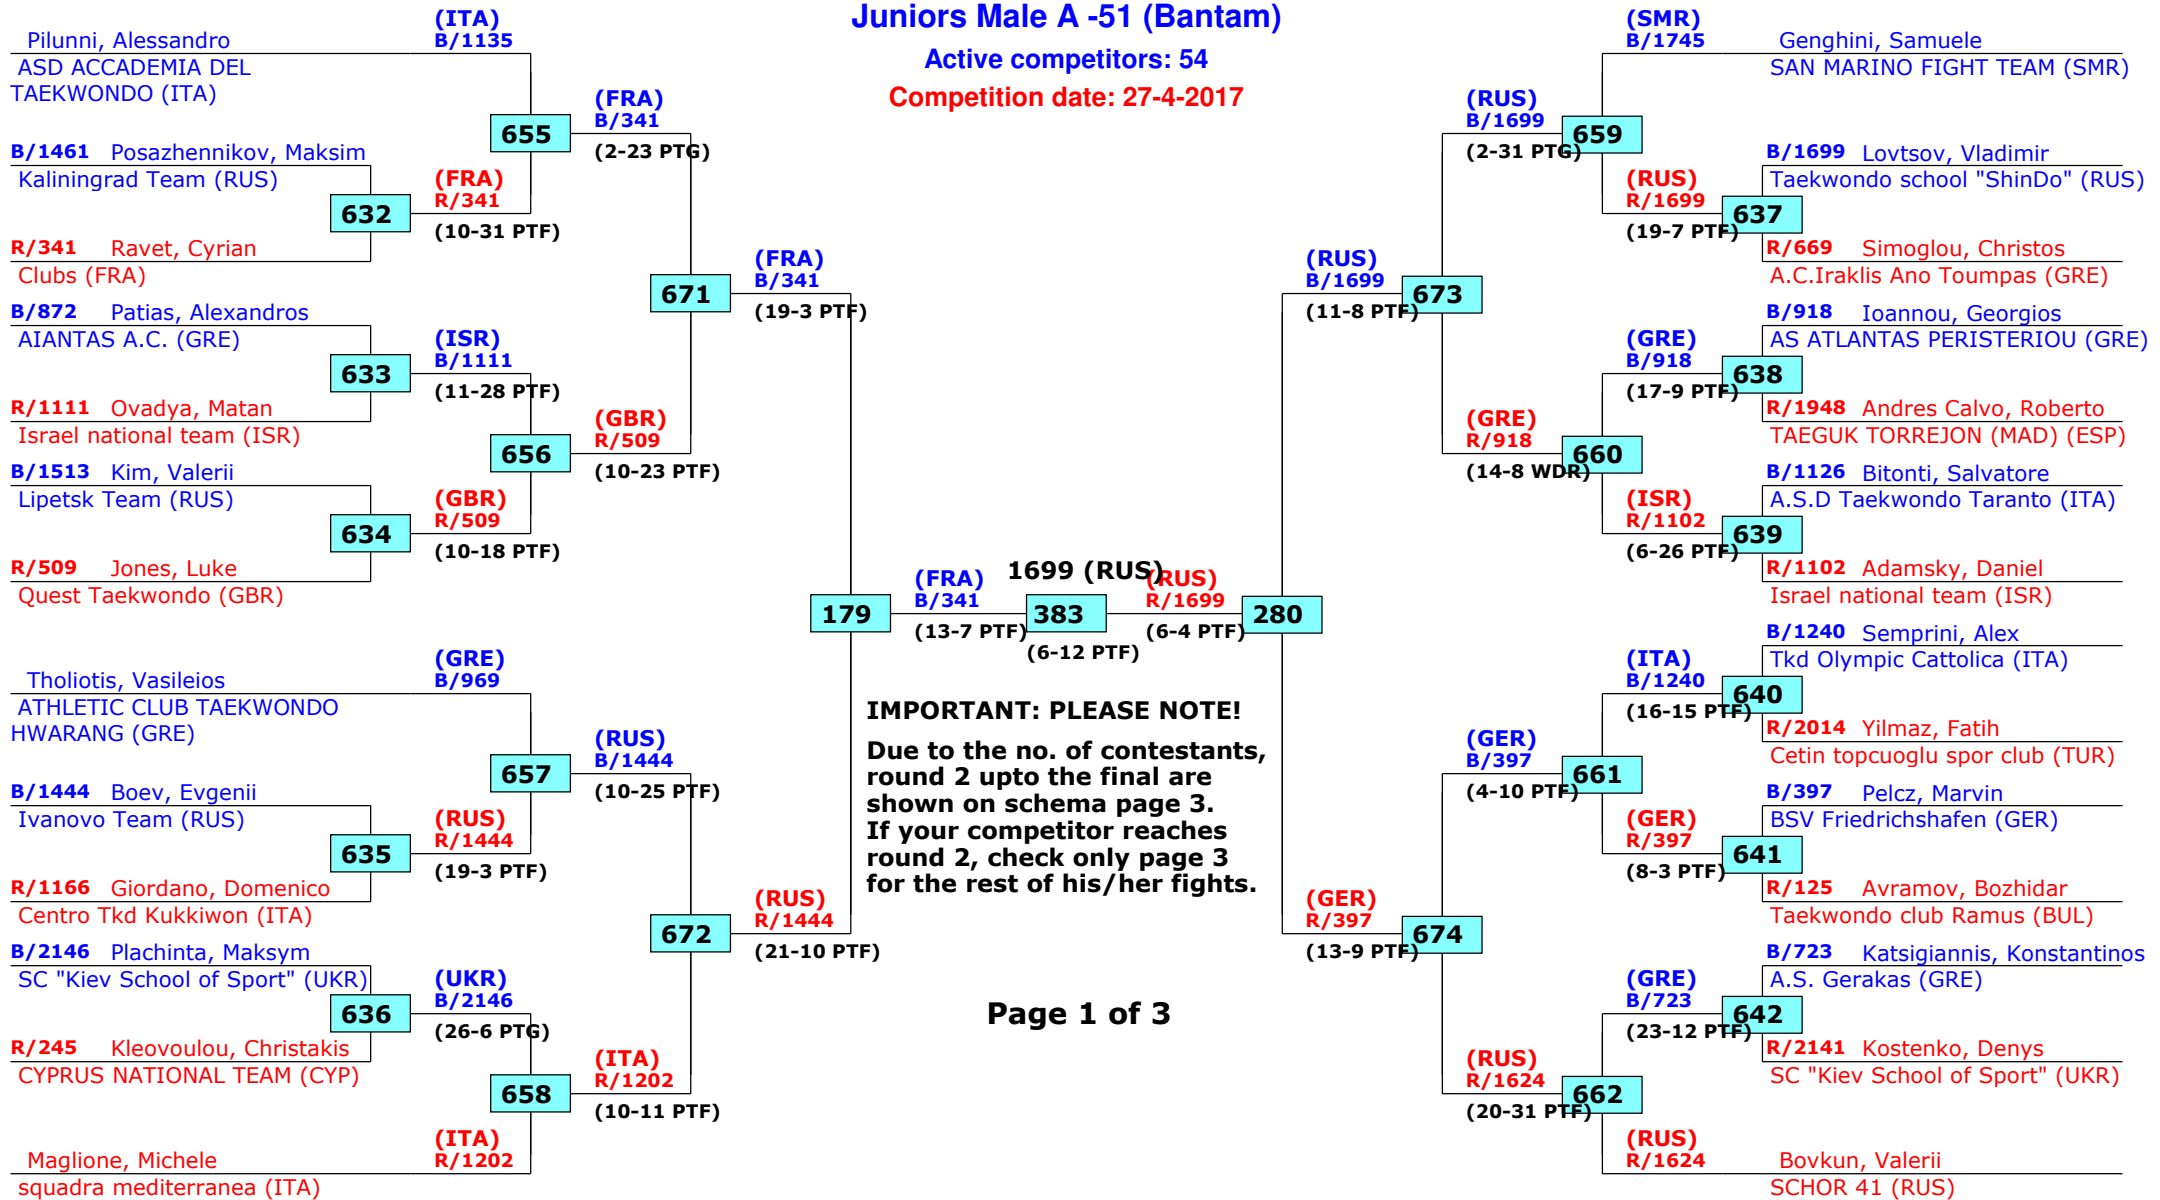 Juniors Male A -51 (Bantam)
Active competitors: 54
Competition date: 27-4-2017
(ITA)
B/1135
Pilunni, Alessandro
ASD ACCADEMIA DEL
TAEKWONDO (ITA)
655
(FRA)
B/341
(2-23 PTG)
B/1461 Posazhennikov, Maksim
Kaliningrad Team (RUS)
632
(FRA)
R/341
(10-31 PTF)
R/341 Ravet, Cyrian
Clubs (FRA)
671
(FRA)
B/341
(19-3 PTF)
B/872 Patias, Alexandros
AIANTAS A.C. (GRE)
633
(ISR)
B/1111
(11-28 PTF)
R/1111 Ovadya, Matan
Israel national team (ISR)
656
(GBR)
R/509
(10-23 PTF)
B/1513 Kim, Valerii
Lipetsk Team (RUS)
634
(GBR)
R/509
(10-18 PTF)
R/509 Jones, Luke
Quest Taekwondo (GBR)
179
(FRA)
B/341
(13-7 PTF)
1699 (RUS)
383
(6-12 PTF)
(RUS)
R/1699
(6-4 PTF)
280
(GRE)
B/969
Tholiotis, Vasileios
ATHLETIC CLUB TAEKWONDO
HWARANG (GRE)
657
(RUS)
B/1444
(10-25 PTF)
B/1444 Boev, Evgenii
Ivanovo Team (RUS)
635
(RUS)
R/1444
(19-3 PTF)
R/1166 Giordano, Domenico
Centro Tkd Kukkiwon (ITA)
672
(RUS)
R/1444
(21-10 PTF)
B/2146 Plachinta, Maksym
SC "Kiev School of Sport" (UKR)
636
(UKR)
B/2146
(26-6 PTG)
R/245 Kleovoulou, Christakis
CYPRUS NATIONAL TEAM (CYP)
658
(ITA)
R/1202
(10-11 PTF)
(ITA)
R/1202
Maglione, Michele
squadra mediterranea (ITA)
IMPORTANT: PLEASE NOTE!
Due to the no. of contestants,
round 2 upto the final are
shown on schema page 3.
If your competitor reaches
round 2, check only page 3
for the rest of his/her fights.
Page 1 of 3
(SMR)
B/1745
Genghini, Samuele
SAN MARINO FIGHT TEAM (SMR)
(RUS)
B/1699
(2-31 PTG)
659
B/1699 Lovtsov, Vladimir
Taekwondo school "ShinDo" (RUS)
(RUS)
R/1699
(19-7 PTF)
637
R/669 Simoglou, Christos
A.C.Iraklis Ano Toumpas (GRE)
(RUS)
B/1699
(11-8 PTF)
673
B/918 Ioannou, Georgios
AS ATLANTAS PERISTERIOU (GRE)
(GRE)
B/918
(17-9 PTF)
638
R/1948 Andres Calvo, Roberto
TAEGUK TORREJON (MAD) (ESP)
(GRE)
R/918
(14-8 WDR)
660
B/1126 Bitonti, Salvatore
A.S.D Taekwondo Taranto (ITA)
(ISR)
R/1102
(6-26 PTF)
639
R/1102 Adamsky, Daniel
Israel national team (ISR)
B/1240 Semprini, Alex
Tkd Olympic Cattolica (ITA)
(ITA)
B/1240
(16-15 PTF)
640
R/2014 Yilmaz, Fatih
Cetin topcuoglu spor club (TUR)
(GER)
B/397
(4-10 PTF)
661
B/397 Pelcz, Marvin
BSV Friedrichshafen (GER)
(GER)
R/397
(8-3 PTF)
641
R/125 Avramov, Bozhidar
Taekwondo club Ramus (BUL)
(GER)
R/397
(13-9 PTF)
674
B/723 Katsigiannis, Konstantinos
A.S. Gerakas (GRE)
(GRE)
B/723
(23-12 PTF)
642
R/2141 Kostenko, Denys
SC "Kiev School of Sport" (UKR)
(RUS)
R/1624
(20-31 PTF)
662
(RUS)
R/1624
Bovkun, Valerii
SCHOR 41 (RUS)